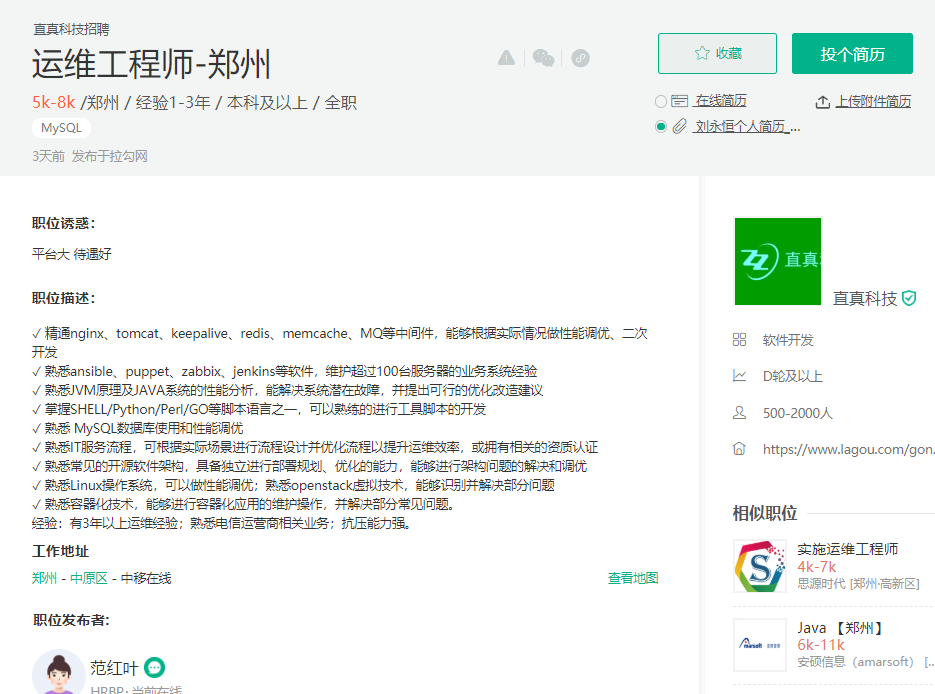 直真科技招聘
运维工程师-郑州
5k-8k /郑州 / 经验1-3年 / 本科及以上 / 全职
MySQL
3天前 发布于拉勾网
收藏
投个简历
在线简历
上传附件简历
刘永恒个人简历_...
职位诱惑：
平台大 待遇好
职位描述：
✓ 精通nginx、tomcat、keepalive、redis、memcache、MQ等中间件，能够根据实际情况做性能调优、二次
开发
✓ 熟悉ansible、puppet、zabbix、jenkins等软件，维护超过100台服务器的业务系统经验
✓ 熟悉JVM原理及JAVA系统的性能分析，能解决系统潜在故障，并提出可行的优化改造建议
✓ 掌握SHELL/Python/Perl/GO等脚本语言之一，可以熟练的进行工具脚本的开发
✓ 熟悉 MySQL数据库使用和性能调优
✓ 熟悉IT服务流程，可根据实际场景进行流程设计并优化流程以提升运维效率，或拥有相关的资质认证
✓ 熟悉常见的开源软件架构，具备独立进行部署规划、优化的能力，能够进行架构问题的解决和调优
✓ 熟悉Linux操作系统，可以做性能调优；熟悉openstack虚拟技术，能够识别并解决部分问题
✓ 熟悉容器化技术，能够进行容器化应用的维护操作，并解决部分常见问题。
经验：有3年以上运维经验；熟悉电信运营商相关业务；抗压能力强。
工作地址
郑州 - 中原区 - 中移在线
查看地图
职位发布者：
范红叶
HRBP· 当前在线
直真
直真科技
软件开发
D轮及以上
500-2000人
https://www.lagou.com/gon.
相似职位
实施运维工程师
4k-7k
思源时代 [郑州·高新区]
Java 【郑州】
6k-11k
安硕信息（amarsoft） [...